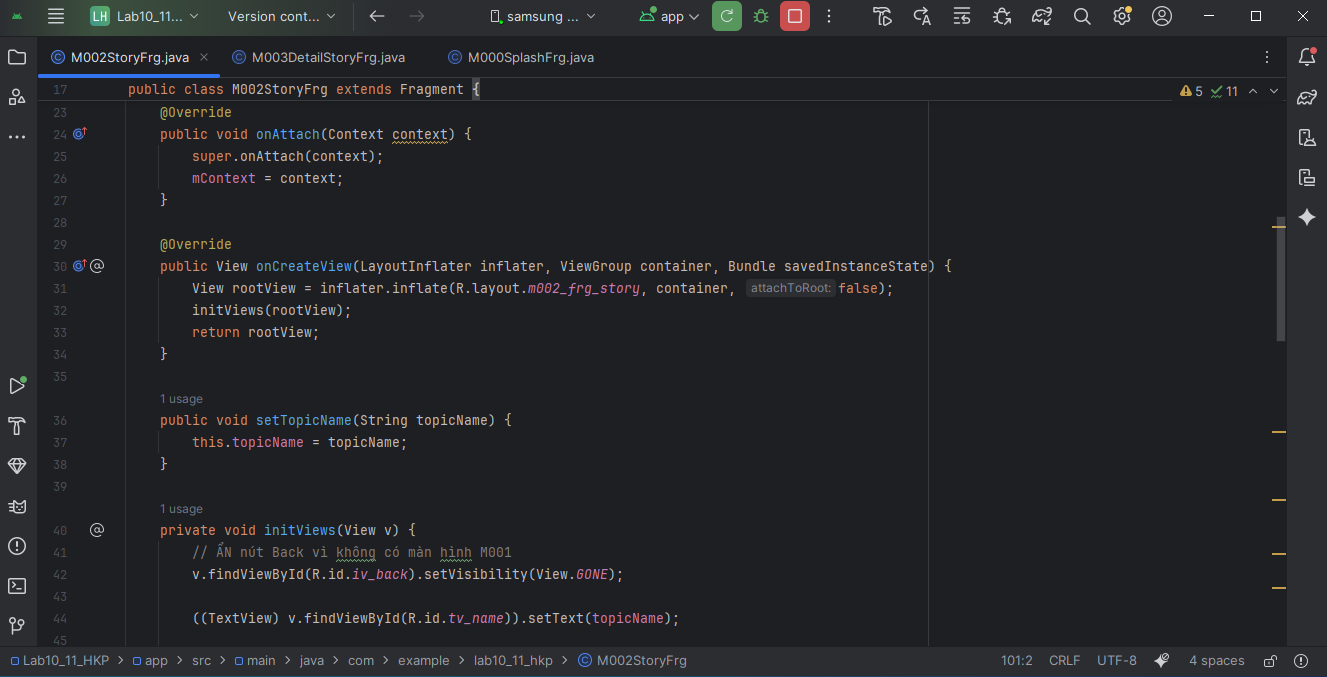 LH Lab10_11... Version cont... samsung ... app
M002StoryFrg.java M003DetailStoryFrg.java M000SplashFrg.java
17 public class M002StoryFrg extends Fragment { 5 11
23 @Override
24 public void onAttach(Context context) {
25 super.onAttach(context);
26 mContext = context;
27 }
28
29 @Override
30 public View onCreateView(LayoutInflater inflater, ViewGroup container, Bundle savedInstanceState) {
31 View rootView = inflater.inflate(R.layout.m002_frg_story, container, attachToRoot: false);
32 initViews(rootView);
33 return rootView;
34 }
35
1 usage
36 public void setTopicName(String topicName) {
37 this.topicName = topicName;
38 }
39
1 usage
40 private void initViews(View v) {
41 // ẨN nút Back vì không có màn hình M001
42 v.findViewById(R.id.iv_back).setVisibility(View.GONE);
43
44 ((TextView) v.findViewById(R.id.tv_name)).setText(topicName);
45
Lab10_11_HKP > app > src > main > java > com > example > lab10_11_hkp > M002StoryFrg 101:2 CRLF UTF-8 4 spaces